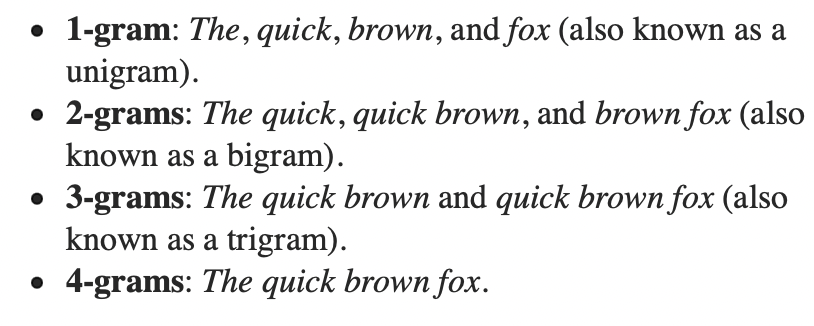 • 1-gram: The, quick, brown, and fox (also known as a
unigram).
• 2-grams: The quick, quick brown, and brown fox (also
known as a bigram).
• 3-grams: The quick brown and quick brown fox (also
known as a trigram).
• 4-grams: The quick brown fox.